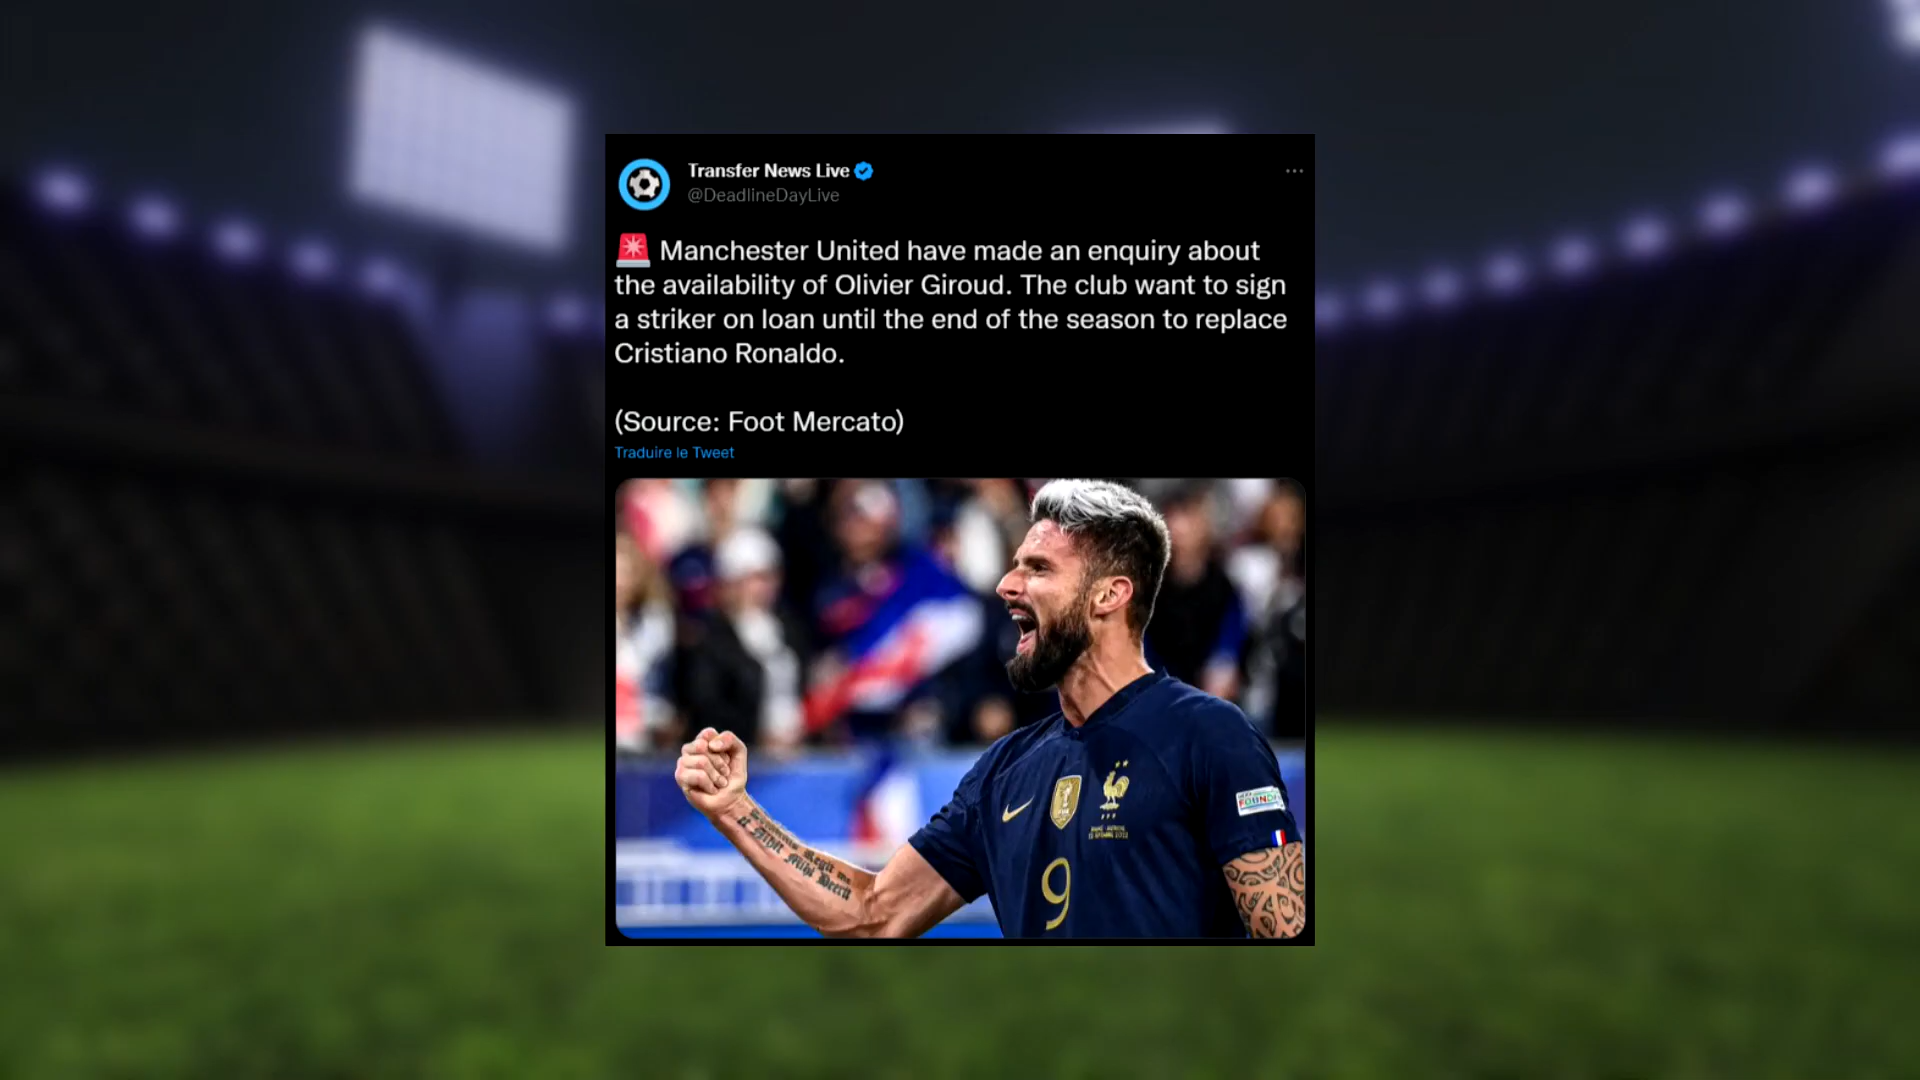 Transfer News Live
@DeadlineDayLive
🚨 Manchester United have made an enquiry about
the availability of Olivier Giroud. The club want to sign
a striker on loan until the end of the season to replace
Cristiano Ronaldo.
(Source: Foot Mercato)
Traduire le Tweet
9